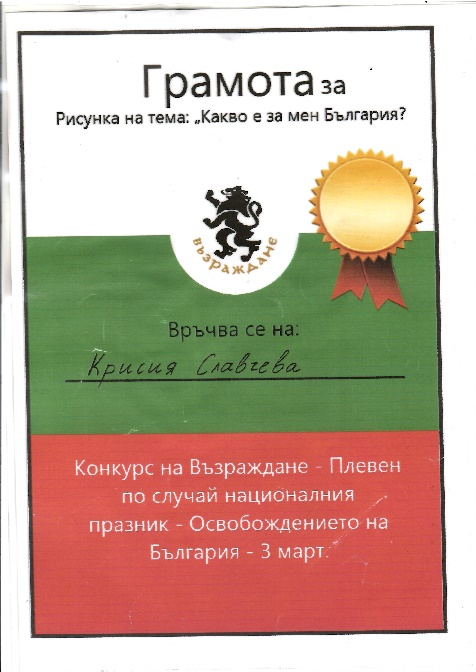 Грамота за
Рисунка на тема: „Какво е за мен България?
възраждане
Връчва се на:
Крисия Славчева
Конкурс на Възраждане - Плевен
по случай националния
празник - Освобождението на
България - 3 март.